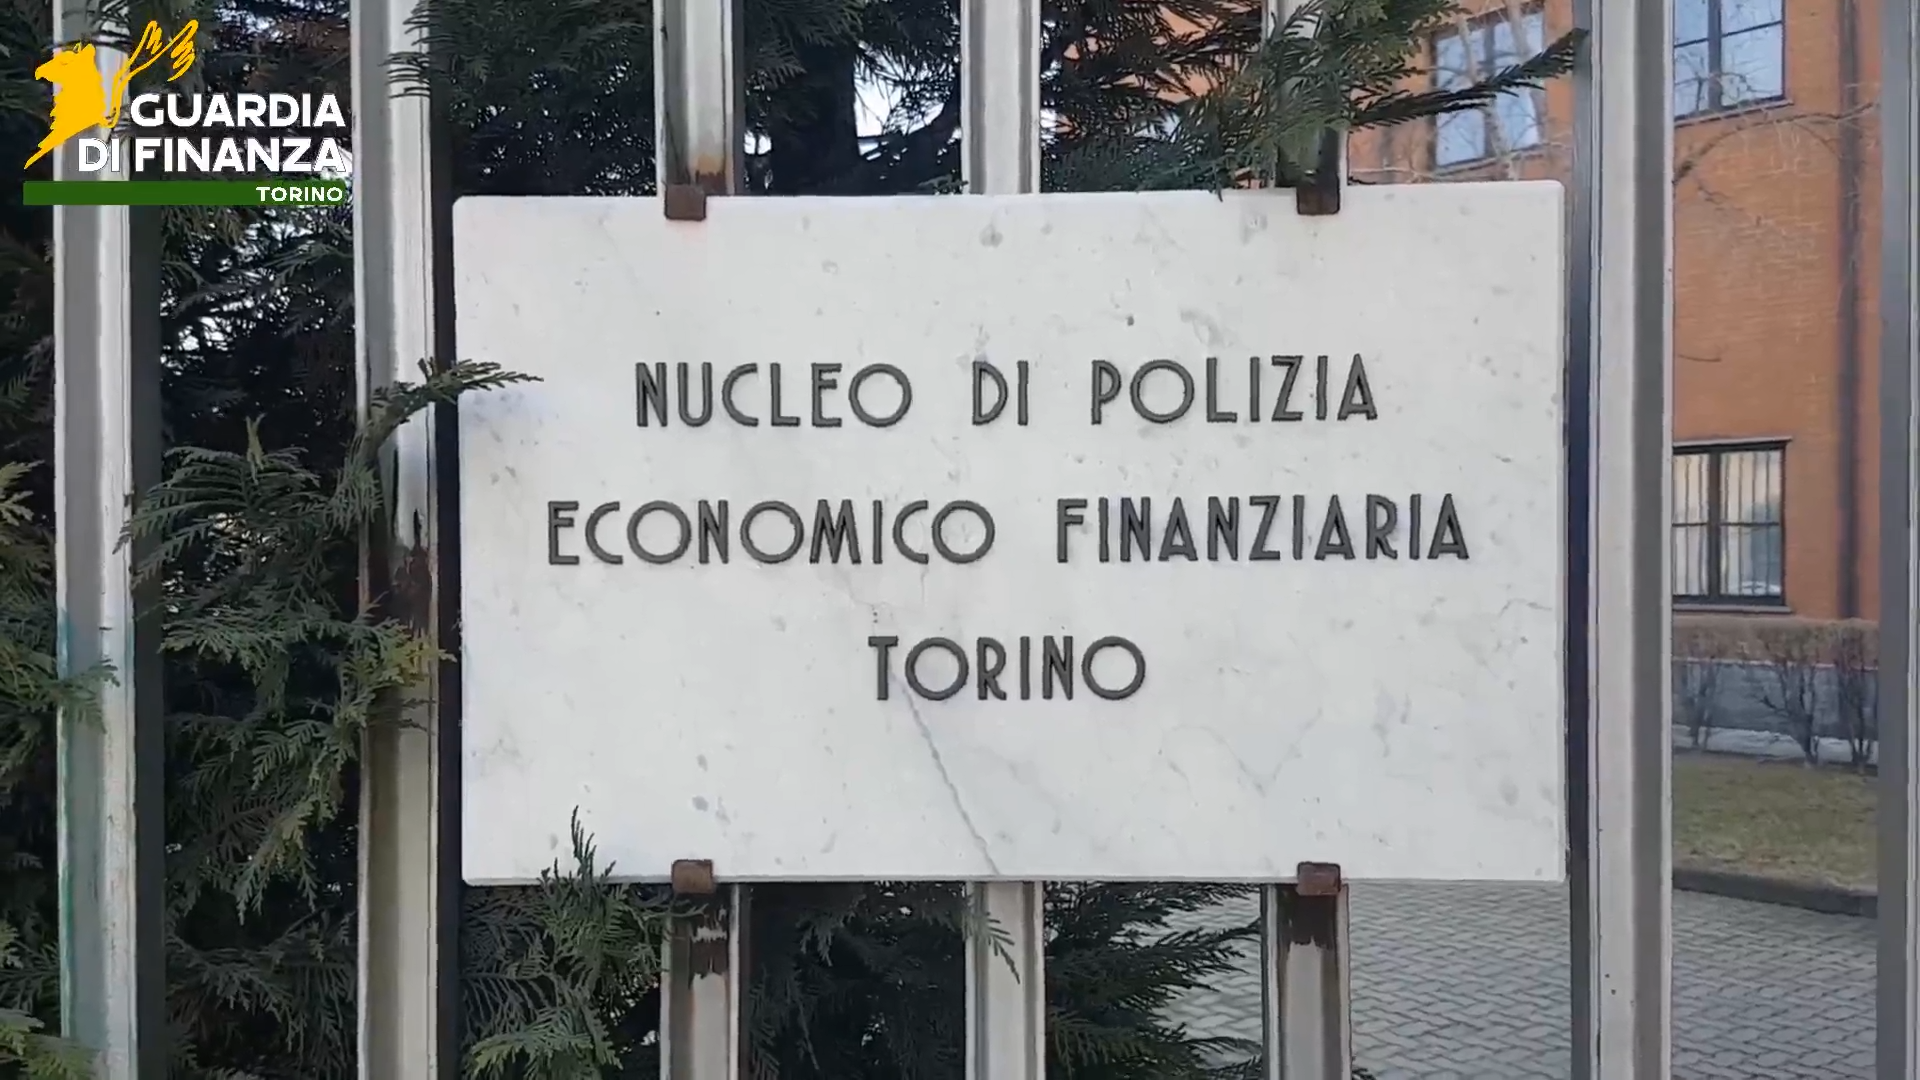 GUARDIA
DI FINANZA
TORINO
NUCLEO DI POLIZIA
ECONOMICO FINANZIARIA
TORINO